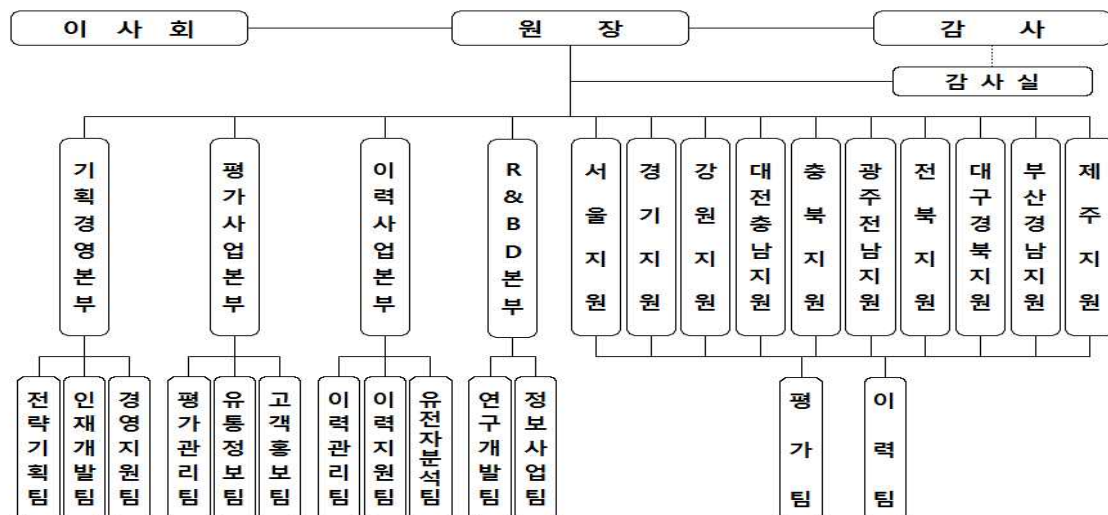 이 사 회
원 장
감 사
감 사 실
기획경영본부
평가사업본부
이력사업본부
R&BD본부
서울지원
경기지원
강원지원
대전충남지원
충북지원
광주전남지원
전북지원
대구경북지원
부산경남지원
제주지원
전략기획팀
인재개발팀
경영지원팀
평가관리팀
유통정보팀
고객홍보팀
이력관리팀
이력지원팀
유전자분석팀
연구개발팀
정보사업팀
평가팀
이력팀